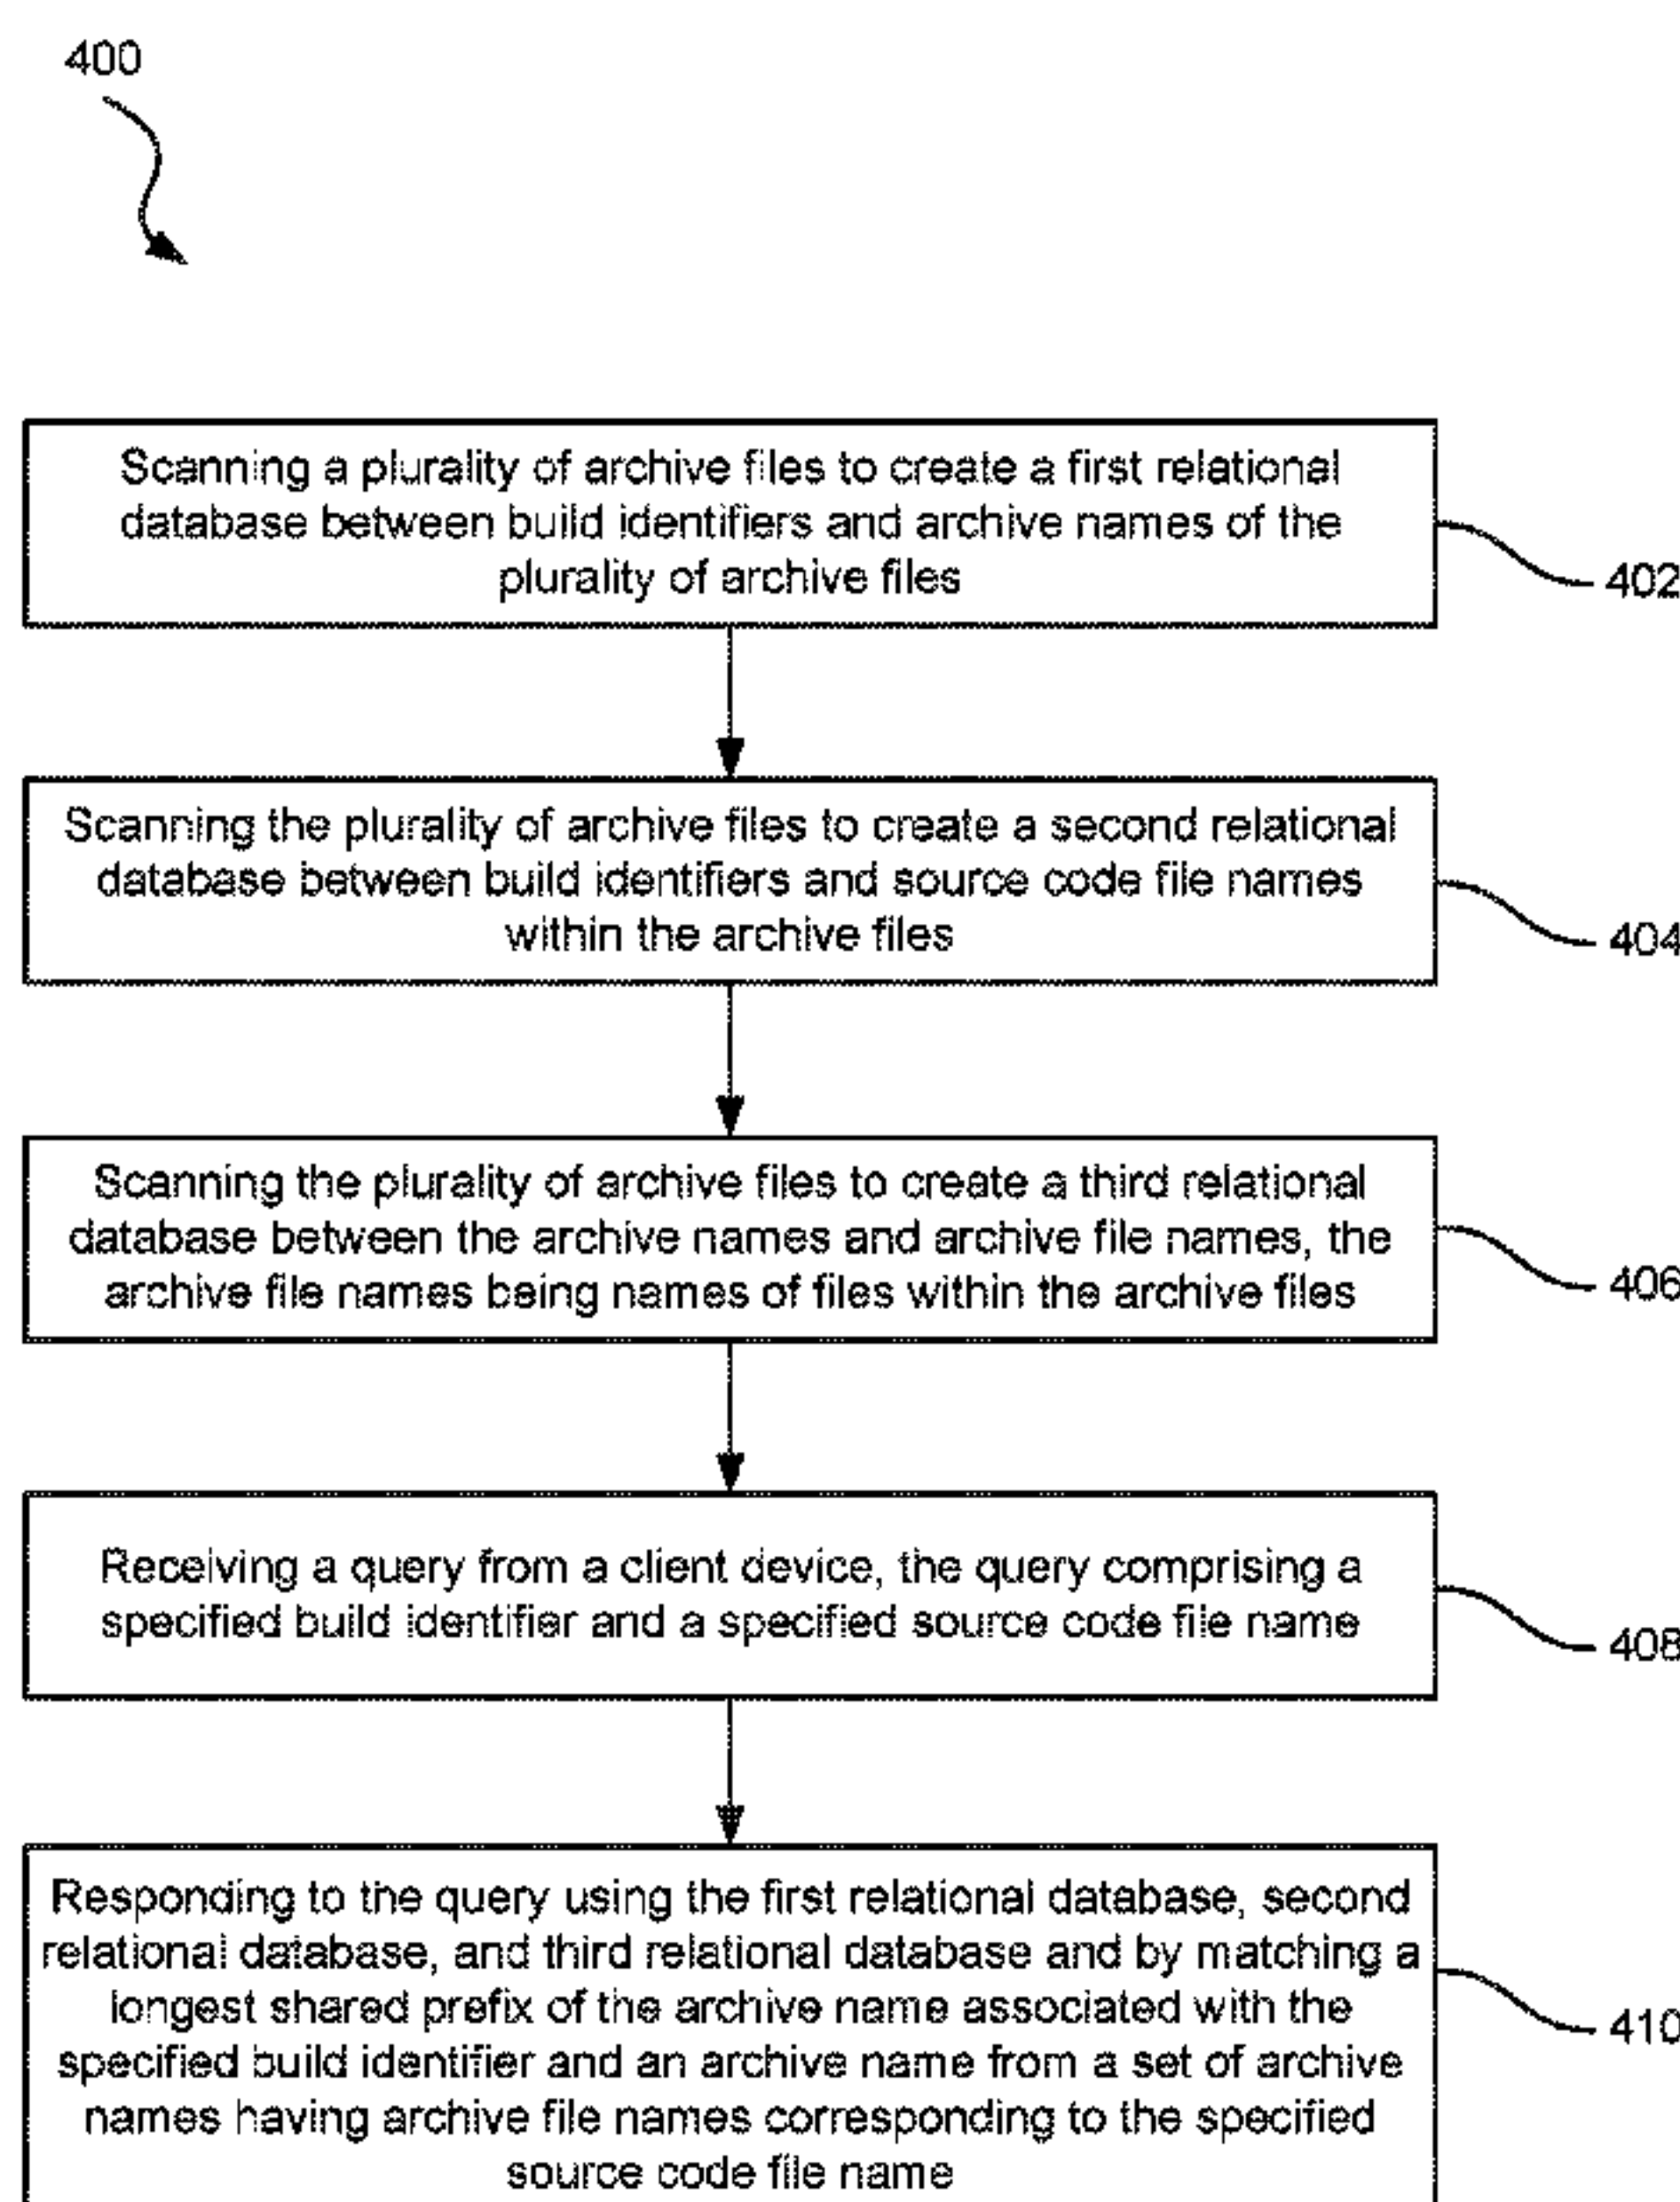 400
Scanning a plurality of archive files to create a first relational
database between build identifiers and archive names of the
plurality of archive files
402
Scanning the plurality of archive files to create a second relational
database between build identifiers and source code file names
within the archive files
404
Scanning the plurality of archive files to create a third relational
database between the archive names and archive file names, the
archive file names being names of files within the archive files
406
Receiving a query from a client device, the query comprising a
specified build identifier and a specified source code file name
408
Responding to the query using the first relational database, second
relational database, and third relational database and by matching a
longest shared prefix of the archive name associated with the
specified build identifier and an archive name from a set of archive
names having archive file names corresponding to the specified
source code file name
410